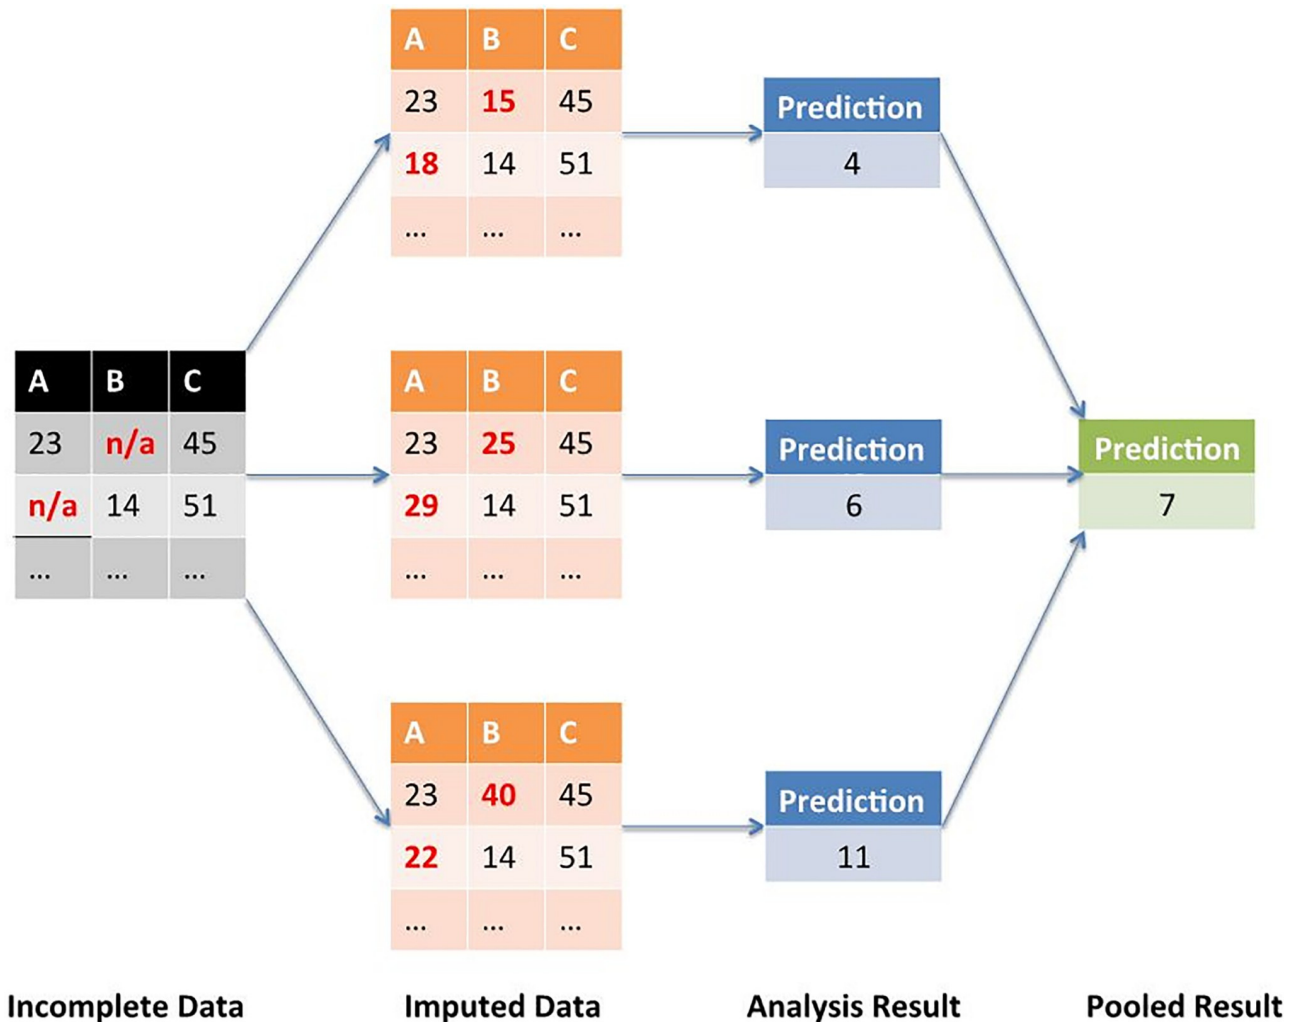 A B C
23 15 45
18 14 51
... ... ...
Prediction
4
A B C
23 n/a 45
n/a 14 51
... ... ...
A B C
23 25 45
29 14 51
... ... ...
Prediction
6
Prediction
7
A B C
23 40 45
22 14 51
... ... ...
Prediction
11
Incomplete Data Imputed Data Analysis Result Pooled Result